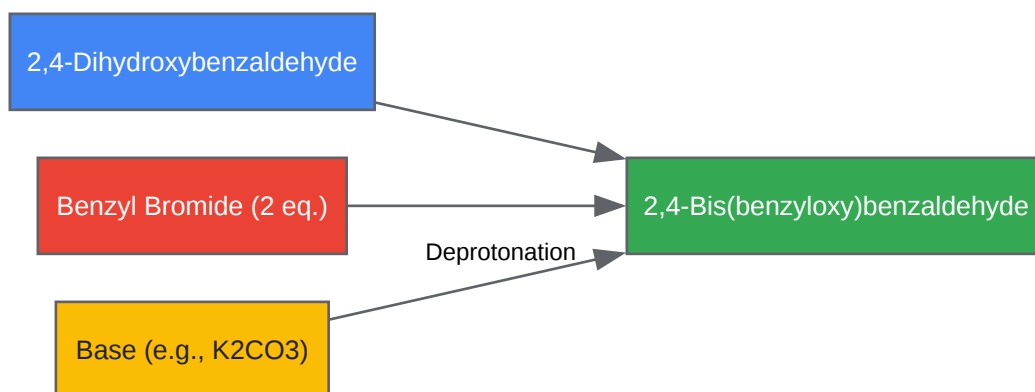 2,4-Dihydroxybenzaldehyde
Benzyl Bromide (2 eq.)
2,4-Bis(benzyloxy)benzaldehyde
Deprotonation
Base (e.g., K2CO3)